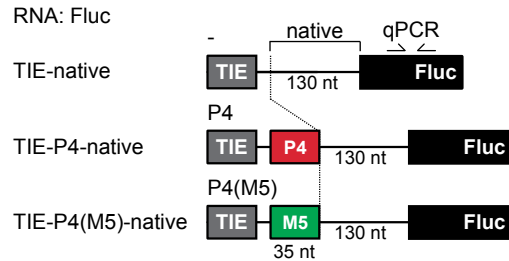 RNA: Fluc
- native qPCR
TIE-native TIE Fluc
130 nt
P4
TIE-P4-native TIE P4 Fluc
130 nt
P4(M5)
TIE-P4(M5)-native TIE M5 Fluc
130 nt
35 nt